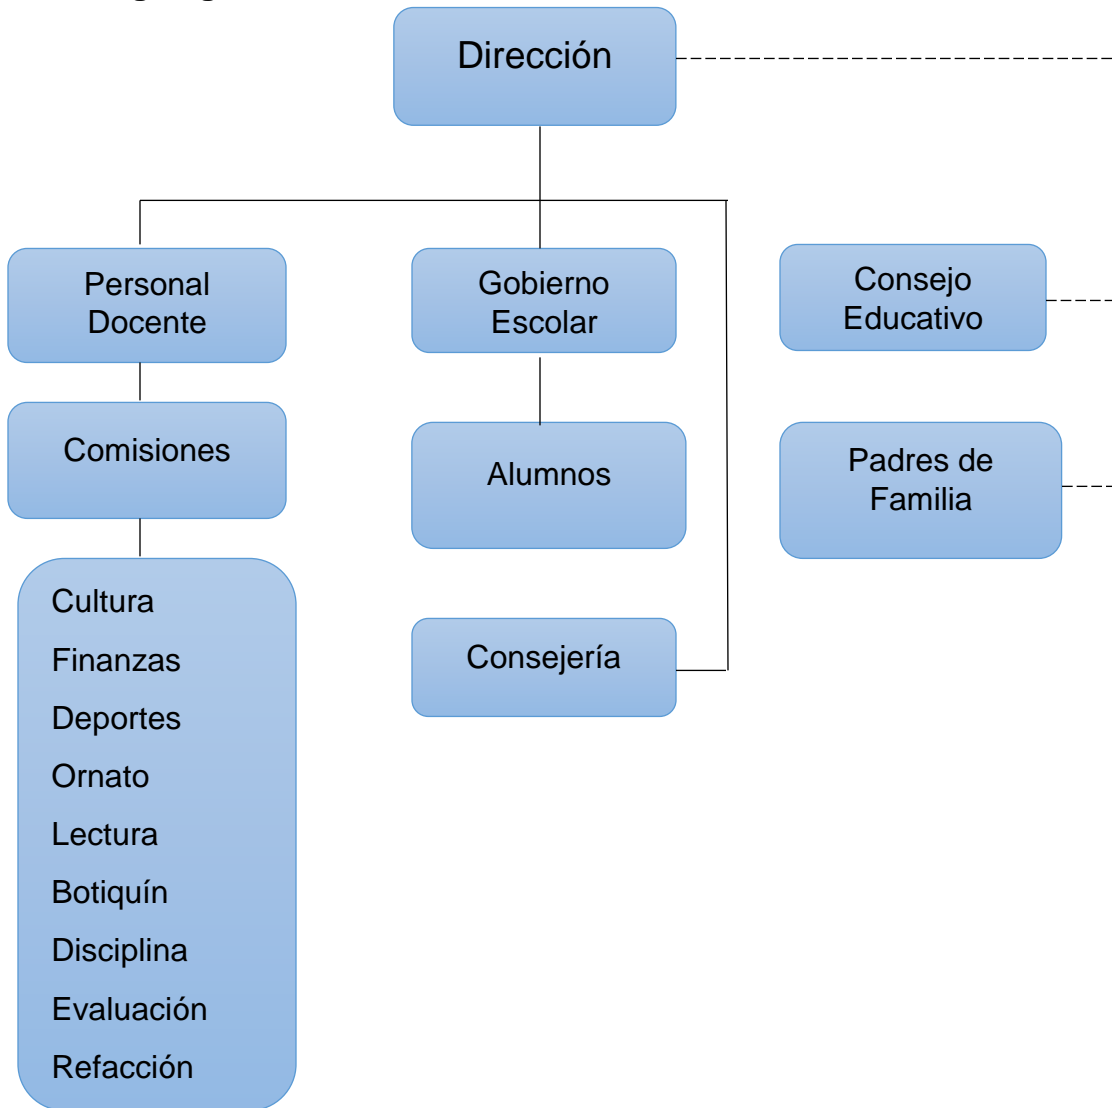 Dirección
Personal
Docente
Gobierno
Escolar
Consejo
Educativo
Comisiones
Alumnos
Padres de
Familia
Cultura
Finanzas
Deportes
Ornato
Lectura
Botiquín
Disciplina
Evaluación
Refacción
Consejería